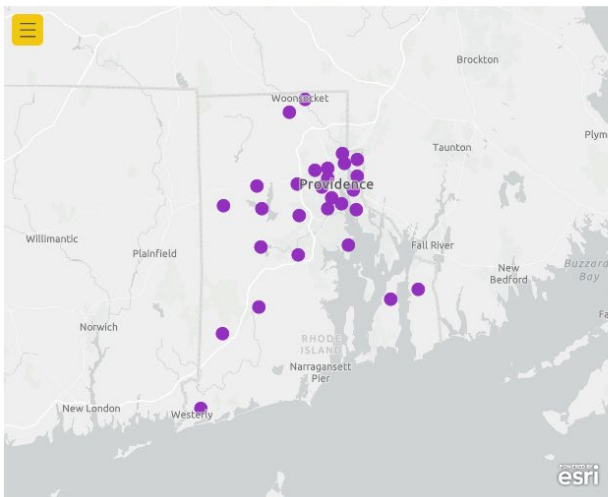 Brockton
Woonsocket
Plym
Taunton
Providence
Willimantic
Plainfield
Fall River
Buzzard
Bay
New
Bedford
Norwich
Fa
RHODE
ISLAND
Narragansett
Pier
New London
Westerly
POWERED BY
esri